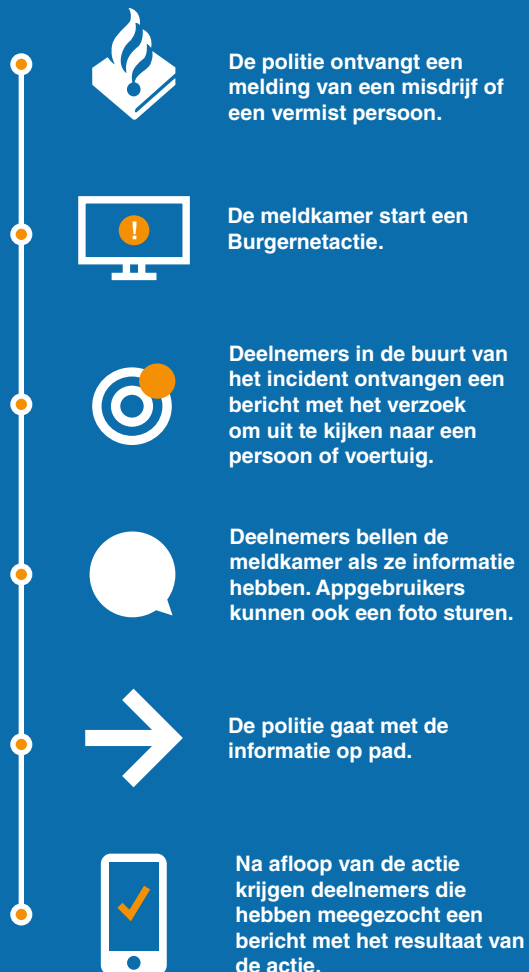 De politie ontvangt een
melding van een misdrijf of
een vermist persoon.
!
De meldkamer start een
Burgernetactie.
Deelnemers in de buurt van
het incident ontvangen een
bericht met het verzoek
om uit te kijken naar een
persoon of voertuig.
Deelnemers bellen de
meldkamer als ze informatie
hebben. Appgebruikers
kunnen ook een foto sturen.
De politie gaat met de
informatie op pad.
Na afloop van de actie
krijgen deelnemers die
hebben meegezocht een
bericht met het resultaat van
de actie.